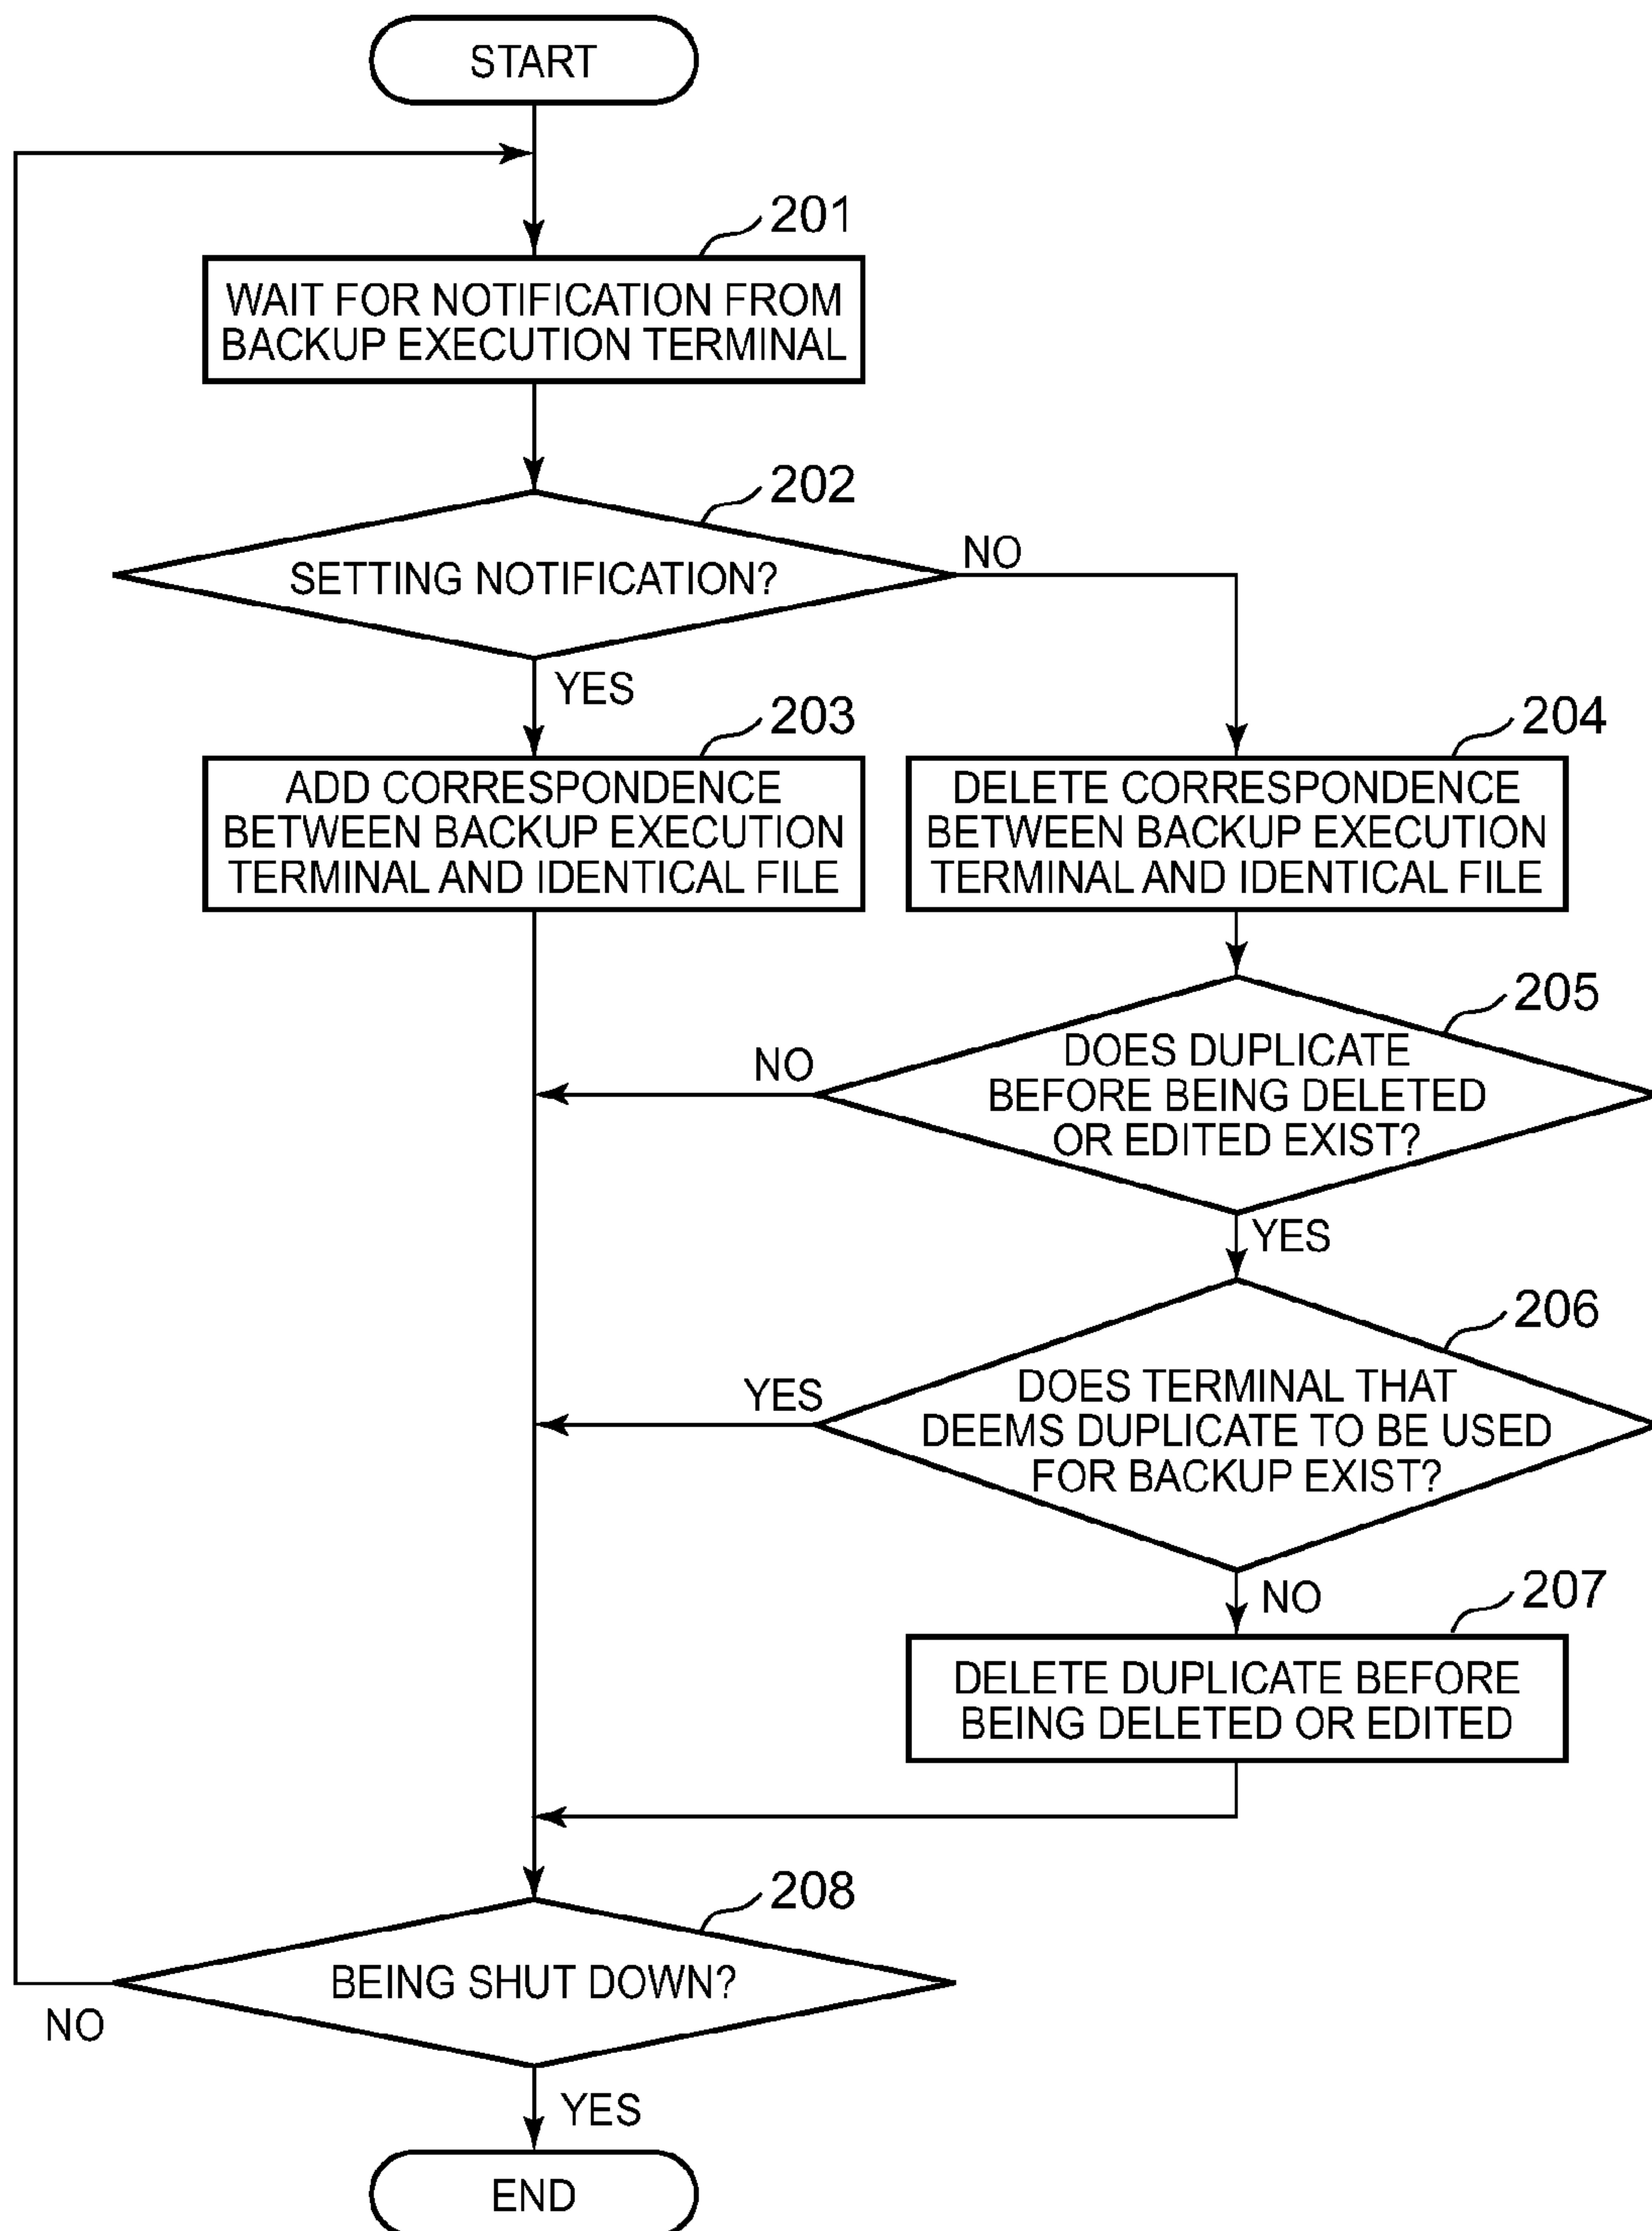 START
201
WAIT FOR NOTIFICATION FROM
BACKUP EXECUTION TERMINAL
202
SETTING NOTIFICATION?
NO
YES
203
ADD CORRESPONDENCE
BETWEEN BACKUP EXECUTION
TERMINAL AND IDENTICAL FILE
204
DELETE CORRESPONDENCE
BETWEEN BACKUP EXECUTION
TERMINAL AND IDENTICAL FILE
205
DOES DUPLICATE
BEFORE BEING DELETED
OR EDITED EXIST?
NO
YES
206
DOES TERMINAL THAT
DEEMS DUPLICATE TO BE USED
FOR BACKUP EXIST?
YES
NO
207
DELETE DUPLICATE BEFORE
BEING DELETED OR EDITED
208
BEING SHUT DOWN?
NO
YES
END